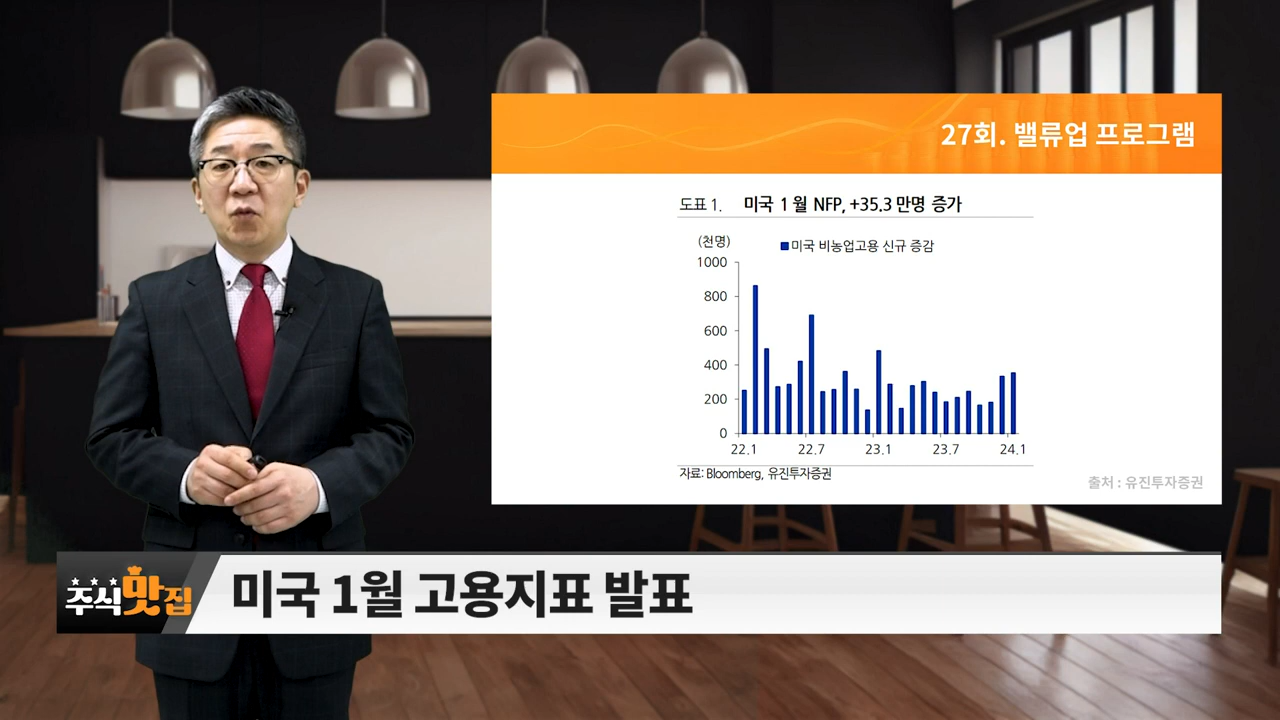 27회. 밸류업 프로그램
도표 1. 미국 1월 NFP, +35.3만명 증가
(천명)
미국 비농업고용 신규 증감
1000
800
600
400
200
0
22.1 22.7 23.1 23.7 24.1
자료: Bloomberg, 유진투자증권
출처 : 유진투자증권
주식맛집
미국 1월 고용지표 발표